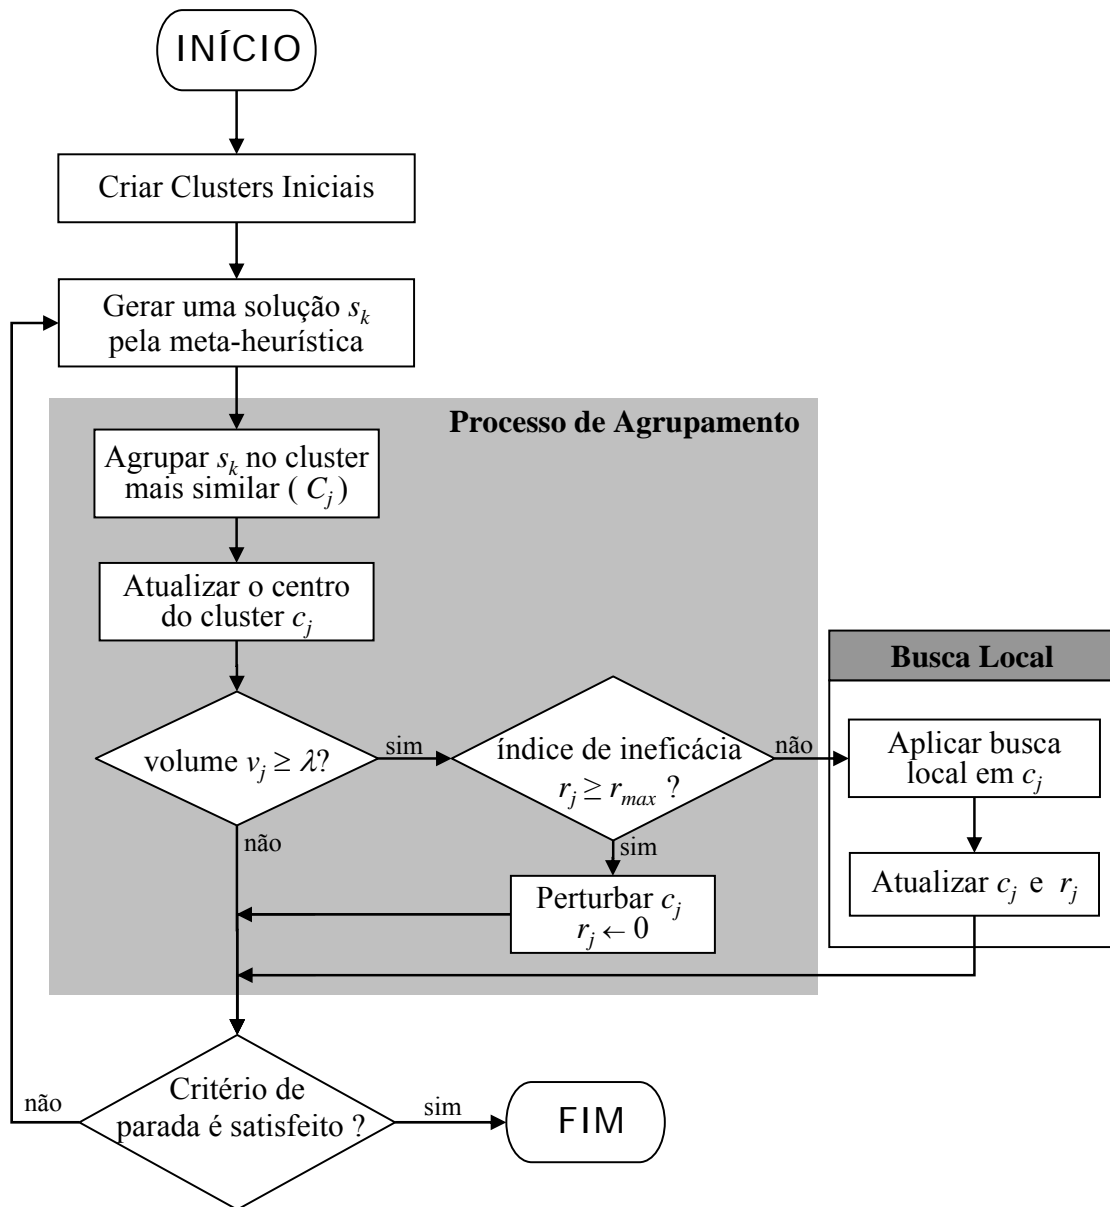 INÍCIO
Criar Clusters Iniciais
Gerar uma solução s_k
pela meta-heurística
Processo de Agrupamento
Agrupar s_k no cluster
mais similar ( C_j )
Atualizar o centro
do cluster c_j
volume v_j ≥ λ?
sim
não
índice de ineficácia
r_j ≥ r_max ?
não
sim
Perturbar c_j
r_j ← 0
Busca Local
Aplicar busca
local em c_j
Atualizar c_j e r_j
Critério de
parada é satisfeito ?
não
sim
FIM